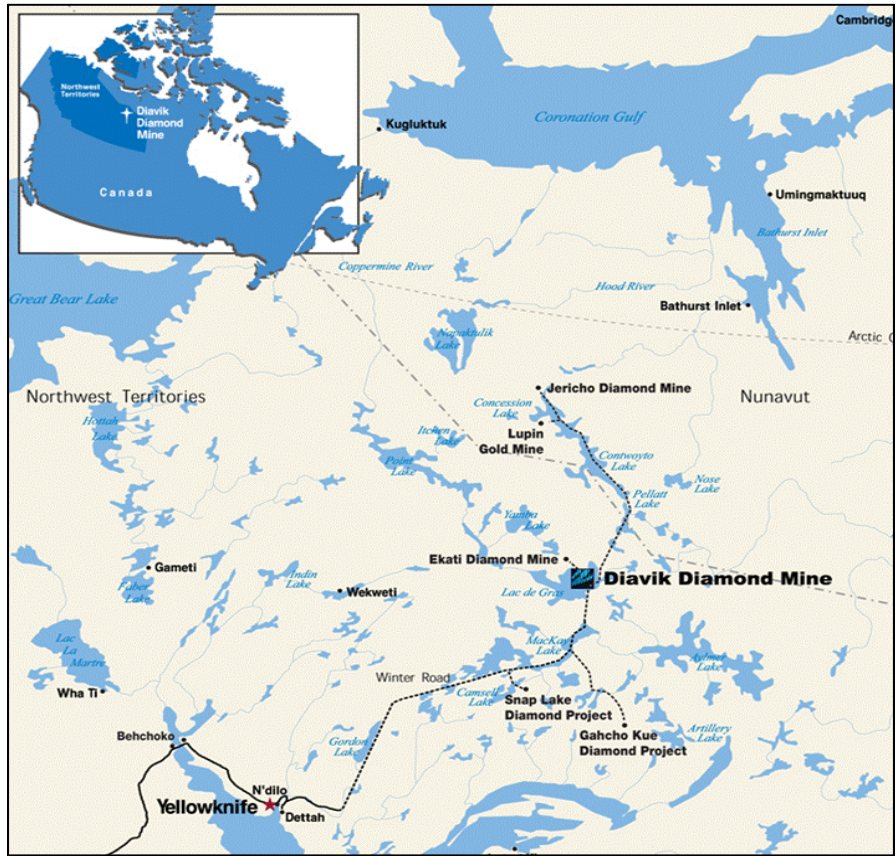 Cambridge
Northwest
Territories
Diavik
Diamond
Mine
Canada
Kugluktuk
Coronation Gulf
Umingmaktuuq
Bathurst Inlet
Coppermine River
Great Bear Lake
Hood River
Bathurst Inlet
Arctic C
Napaktulik
Lake
Northwest Territories
Jericho Diamond Mine
Nunavut
Concession
Lake
Hottah
Lake
Lupin
Gold Mine
Itchen
Lake
Point
Lake
Contwoyto
Lake
Nose
Lake
Pellatt
Lake
Yamba
Lake
Ekati Diamond Mine
Diavik Diamond Mine
Gameti
Faber
Lake
Indin
Lake
Wekweti
Lac de Gras
Lac
La
Martre
MacKay
Lake
Aylmer
Lake
Winter Road
Wha Ti
Camsell
Lake
Snap Lake
Diamond Project
Gahcho Kue
Diamond Project
Artillery
Lake
Behchoko
Gordon
Lake
N'dilo
Yellowknife
Dettah